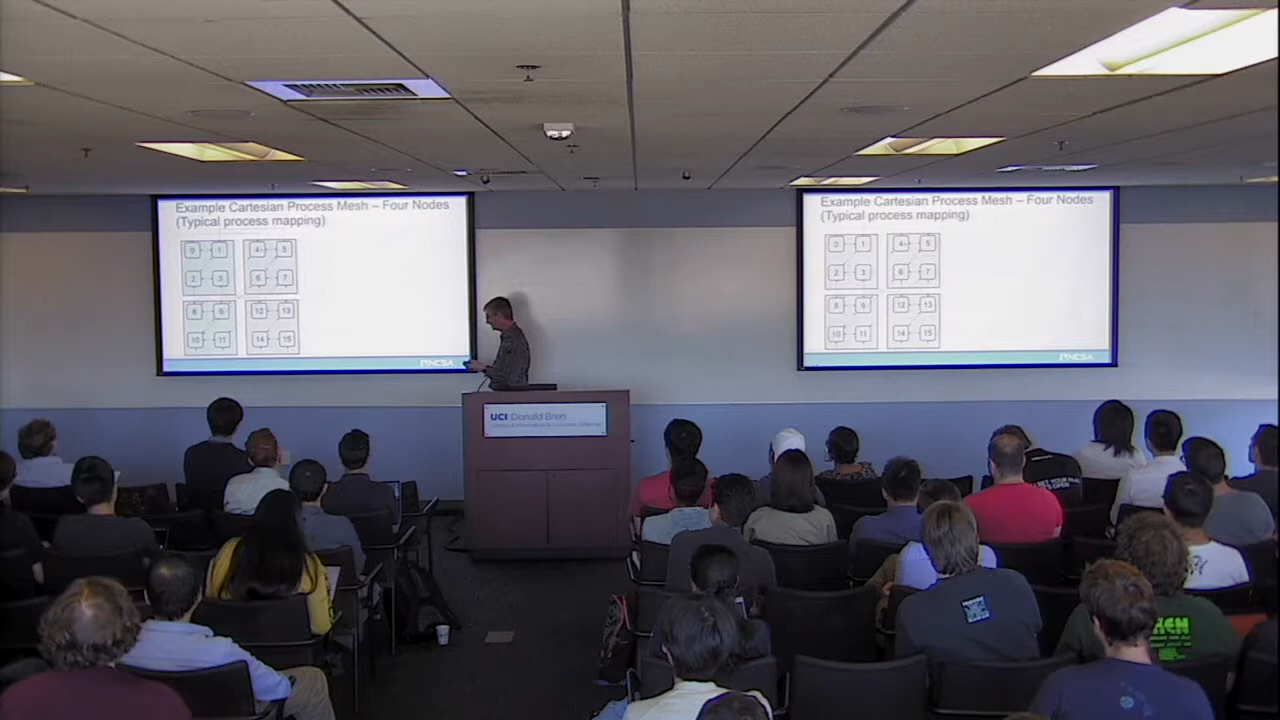 Example Cartesian Process Mesh – Four Nodes
(Typical process mapping)
0 1 4 5
2 3 6 7
8 9 12 13
10 11 14 15
NCSA
Example Cartesian Process Mesh – Four Nodes
(Typical process mapping)
0 1 4 5
2 3 6 7
8 9 12 13
10 11 14 15
NCSA
UCI Donald Bren